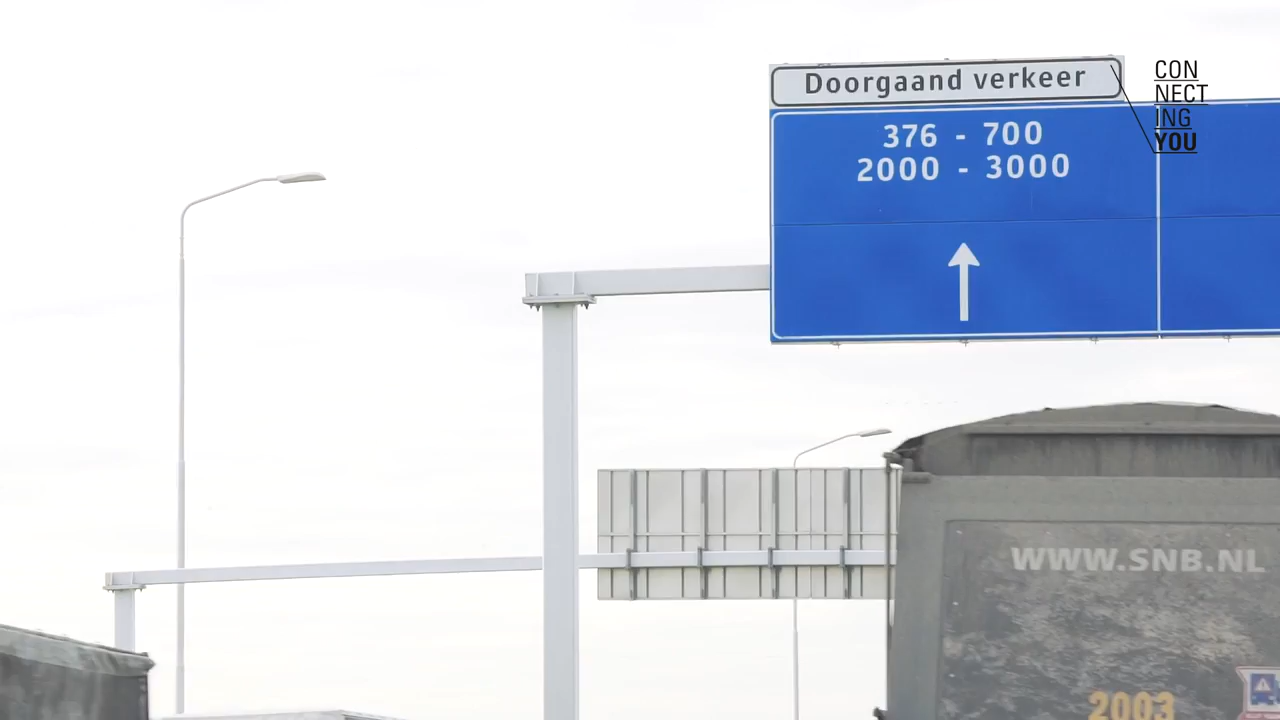 Doorgaand verkeer
376 - 700
2000 - 3000
CON
NECT
ING
YOU
WWW.SNB.NL
2003